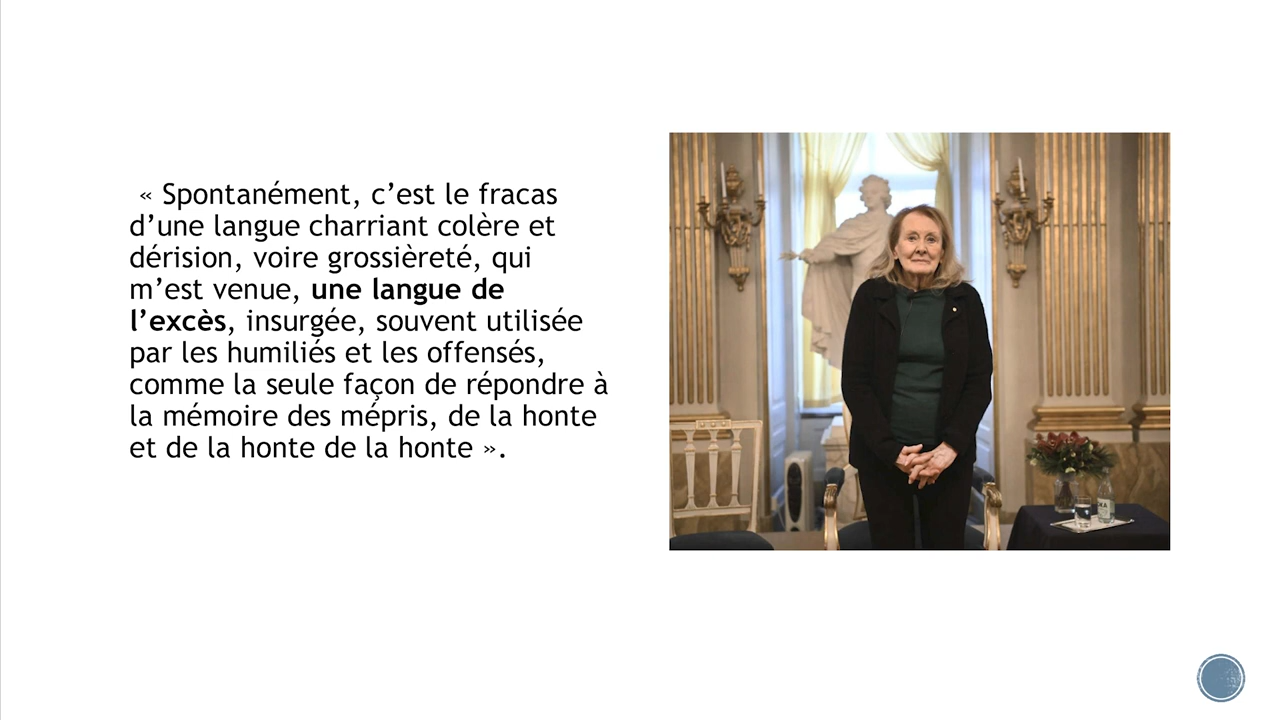 « Spontanément, c’est le fracas
d’une langue charriant colère et
dérision, voire grossièreté, qui
m’est venue, une langue de
l’excès, insurgée, souvent utilisée
par les humiliés et les offensés,
comme la seule façon de répondre à
la mémoire des mépris, de la honte
et de la honte de la honte ».